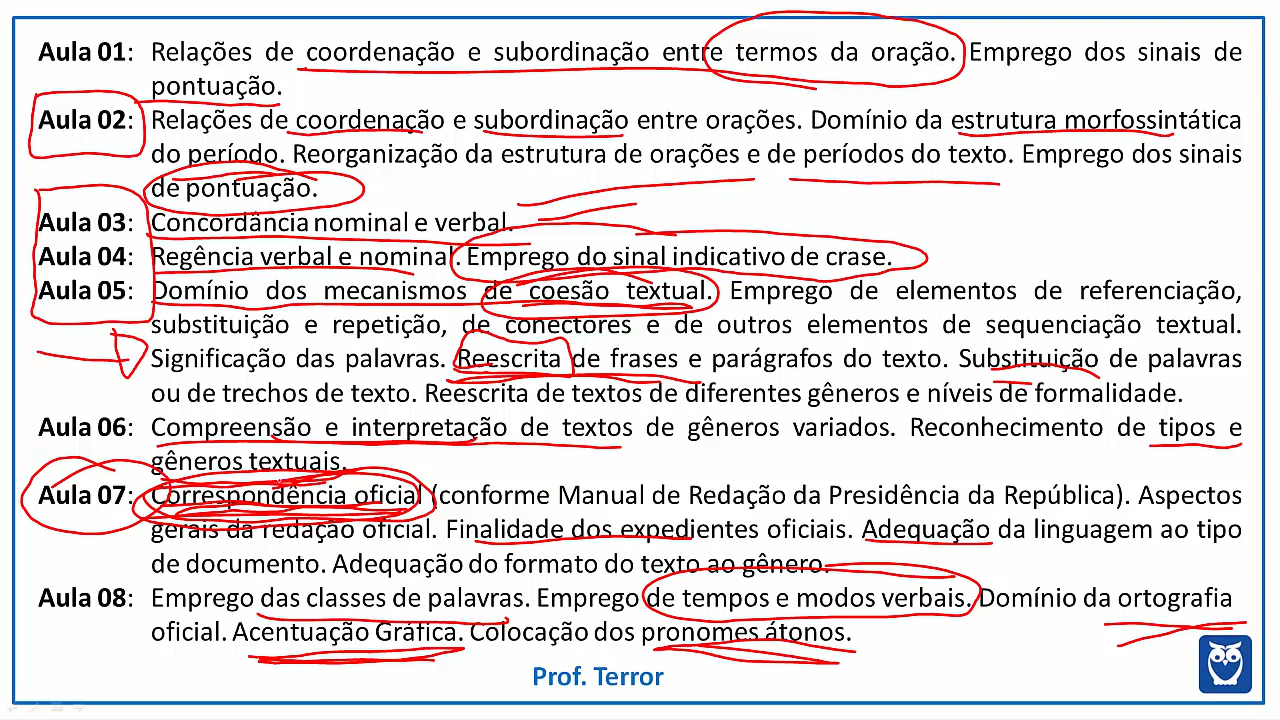 Aula 01: Relações de coordenação e subordinação entre termos da oração. Emprego dos sinais de
pontuação.
Aula 02: Relações de coordenação e subordinação entre orações. Domínio da estrutura morfossintática
do período. Reorganização da estrutura de orações e de períodos do texto. Emprego dos sinais
de pontuação.
Aula 03: Concordância nominal e verbal.
Aula 04: Regência verbal e nominal. Emprego do sinal indicativo de crase.
Aula 05: Domínio dos mecanismos de coesão textual. Emprego de elementos de referenciação,
substituição e repetição, de conectores e de outros elementos de sequenciação textual.
Significação das palavras. Reescrita de frases e parágrafos do texto. Substituição de palavras
ou de trechos de texto. Reescrita de textos de diferentes gêneros e níveis de formalidade.
Aula 06: Compreensão e interpretação de textos de gêneros variados. Reconhecimento de tipos e
gêneros textuais.
Aula 07: Correspondência oficial (conforme Manual de Redação da Presidência da República). Aspectos
gerais da redação oficial. Finalidade dos expedientes oficiais. Adequação da linguagem ao tipo
de documento. Adequação do formato do texto ao gênero.
Aula 08: Emprego das classes de palavras. Emprego de tempos e modos verbais. Domínio da ortografia
oficial. Acentuação Gráfica. Colocação dos pronomes átonos.
Prof. Terror